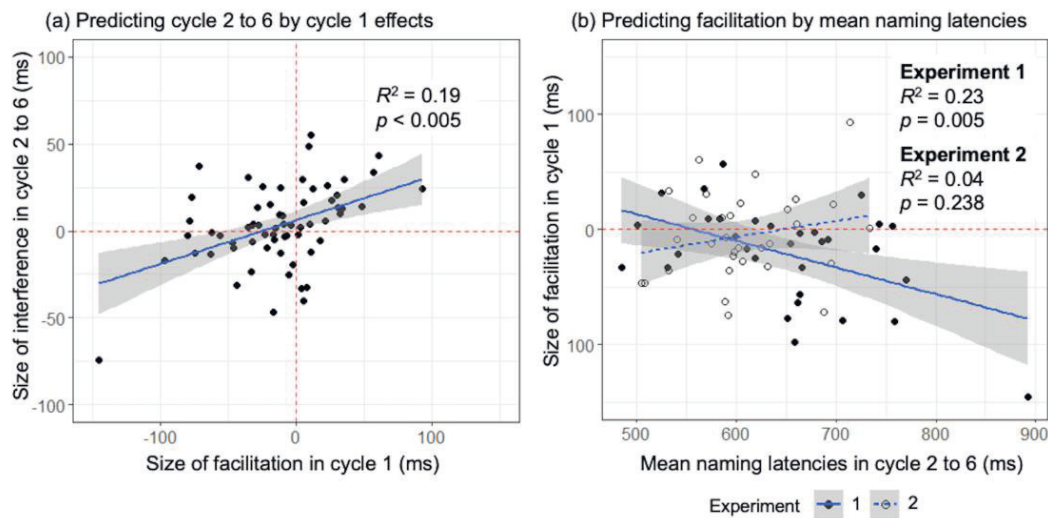 (a) Predicting cycle 2 to 6 by cycle 1 effects
R² = 0.19
p < 0.005
Size of interference in cycle 2 to 6 (ms)
100
50
0
-50
-100
-100
0
100
Size of facilitation in cycle 1 (ms)
(b) Predicting facilitation by mean naming latencies
Experiment 1
R² = 0.23
p = 0.005
Experiment 2
R² = 0.04
p = 0.238
Size of facilitation in cycle 1 (ms)
100
0
100
500
600
700
800
900
Mean naming latencies in cycle 2 to 6 (ms)
Experiment 1 2